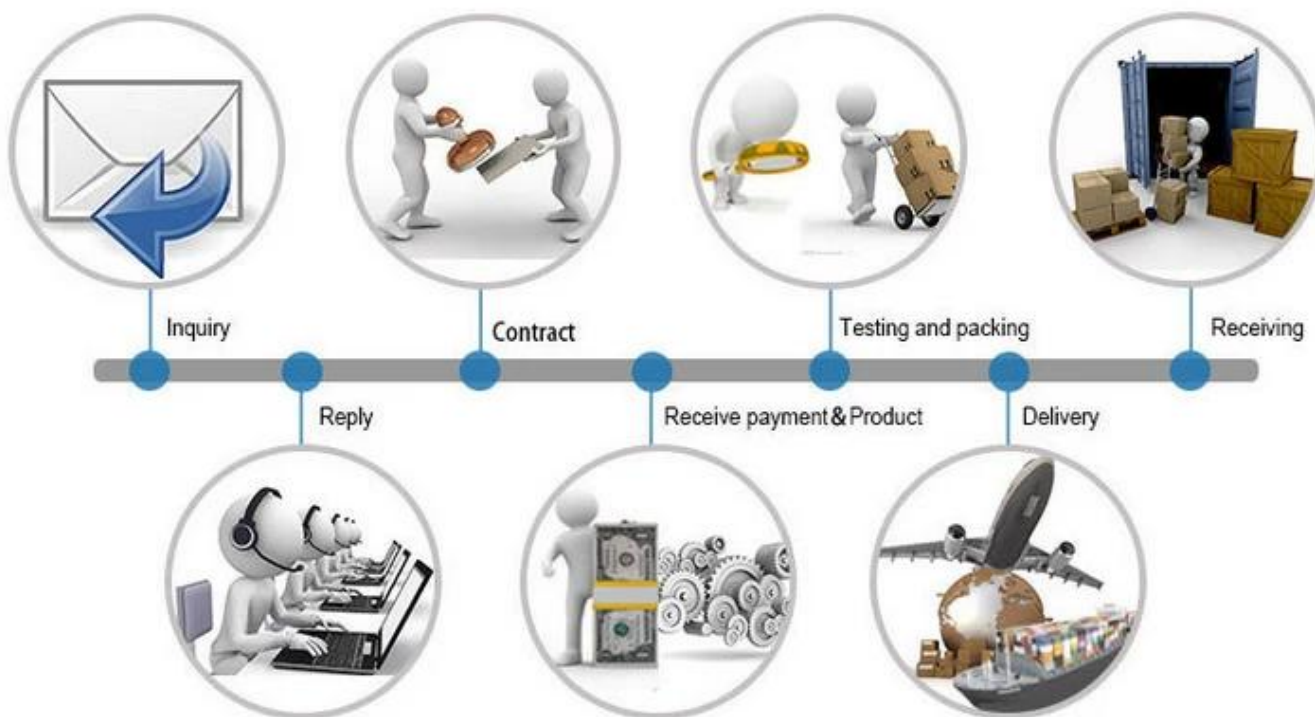 Inquiry
Reply
Contract
Receive payment&Product
Testing and packing
Delivery
Receiving